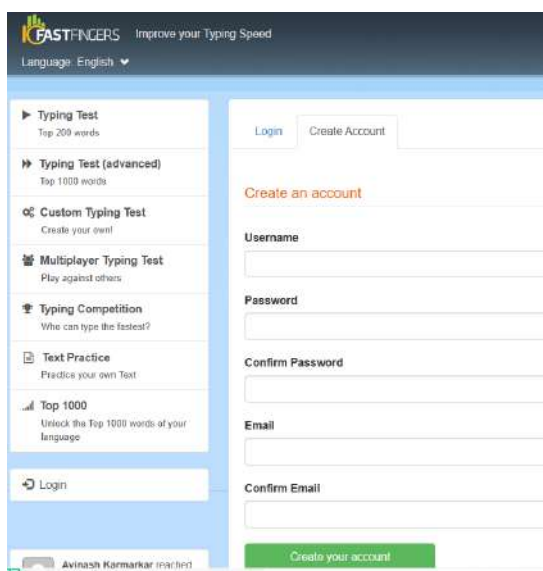 FASTFINGERS Improve your Typing Speed
Language: English
Typing Test
Top 200 words
Typing Test (advanced)
Top 1000 words
Custom Typing Test
Create your own!
Multiplayer Typing Test
Play against others
Typing Competition
Who can type the fastest?
Text Practice
Practice your own Text
Top 1000
Unlock the Top 1000 words of your
language
Login
Avinash Karmarkar reached
Login Create Account
Create an account
Username
Password
Confirm Password
Email
Confirm Email
Create your account